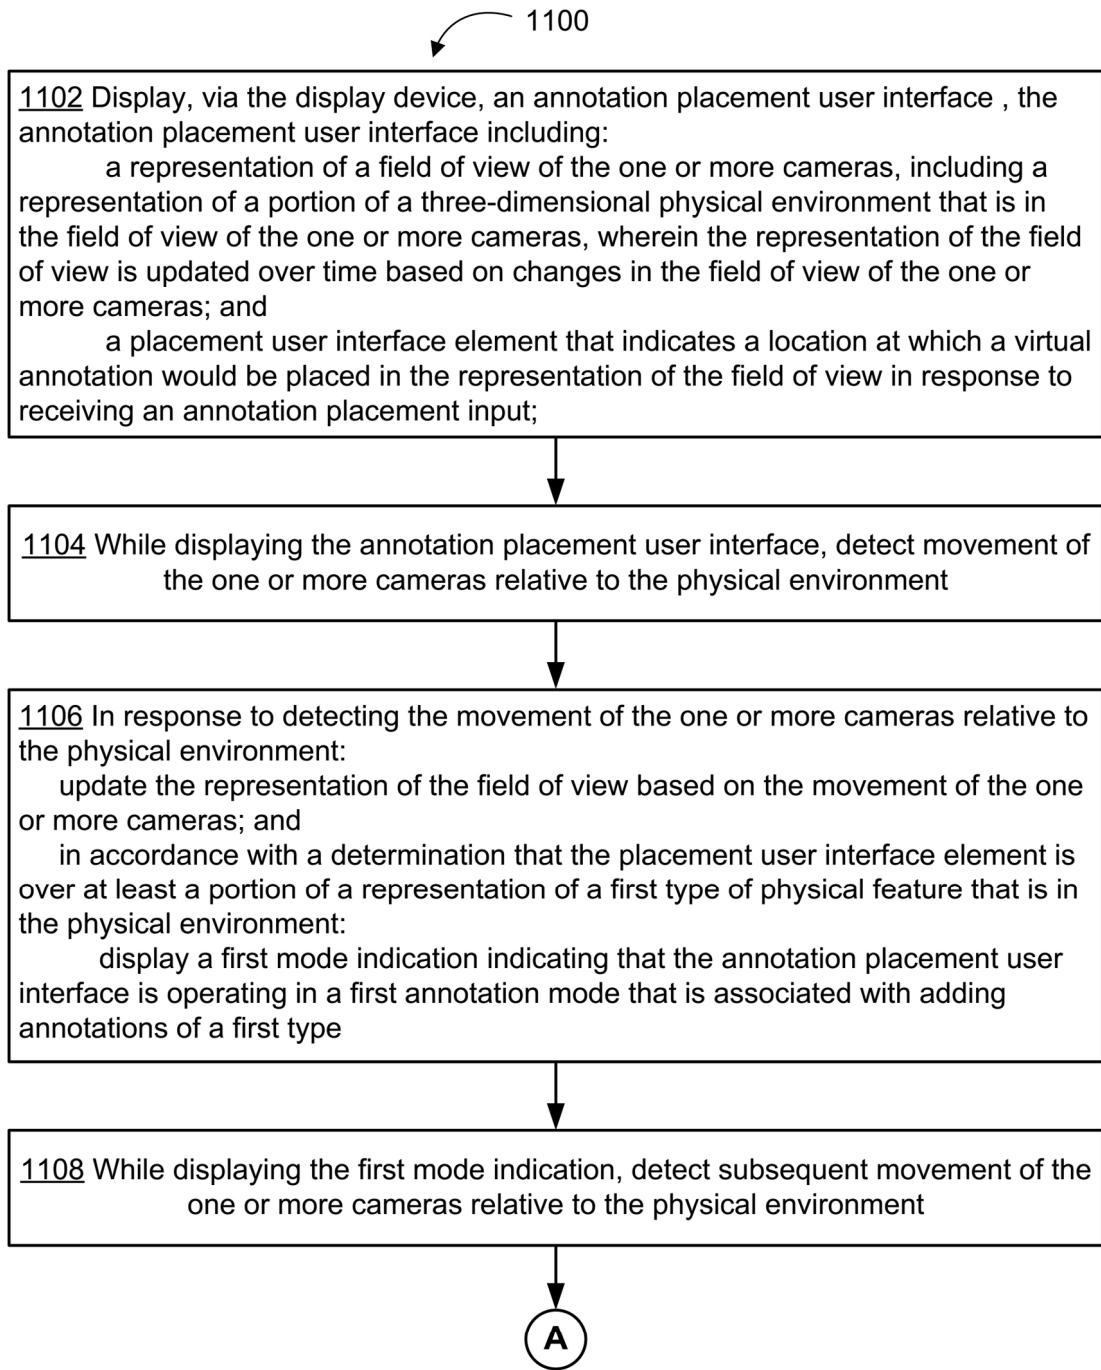 1100
1102 Display, via the display device, an annotation placement user interface , the
annotation placement user interface including:
a representation of a field of view of the one or more cameras, including a
representation of a portion of a three-dimensional physical environment that is in
the field of view of the one or more cameras, wherein the representation of the field
of view is updated over time based on changes in the field of view of the one or
more cameras; and
a placement user interface element that indicates a location at which a virtual
annotation would be placed in the representation of the field of view in response to
receiving an annotation placement input;
1104 While displaying the annotation placement user interface, detect movement of
the one or more cameras relative to the physical environment
1106 In response to detecting the movement of the one or more cameras relative to
the physical environment:
update the representation of the field of view based on the movement of the one
or more cameras; and
in accordance with a determination that the placement user interface element is
over at least a portion of a representation of a first type of physical feature that is in
the physical environment:
display a first mode indication indicating that the annotation placement user
interface is operating in a first annotation mode that is associated with adding
annotations of a first type
1108 While displaying the first mode indication, detect subsequent movement of the
one or more cameras relative to the physical environment
A